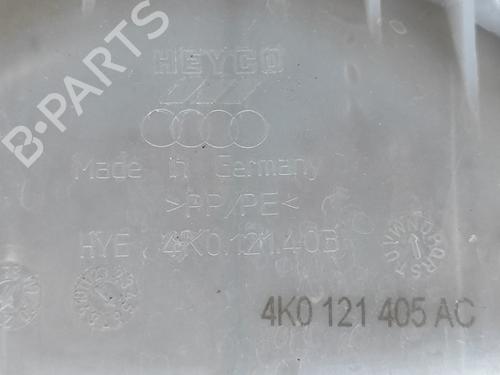 B-PARTS
HEYCO
Made in Germany
>PP/PE<
HYE 4K0.121.403
4K0 121 405 AC